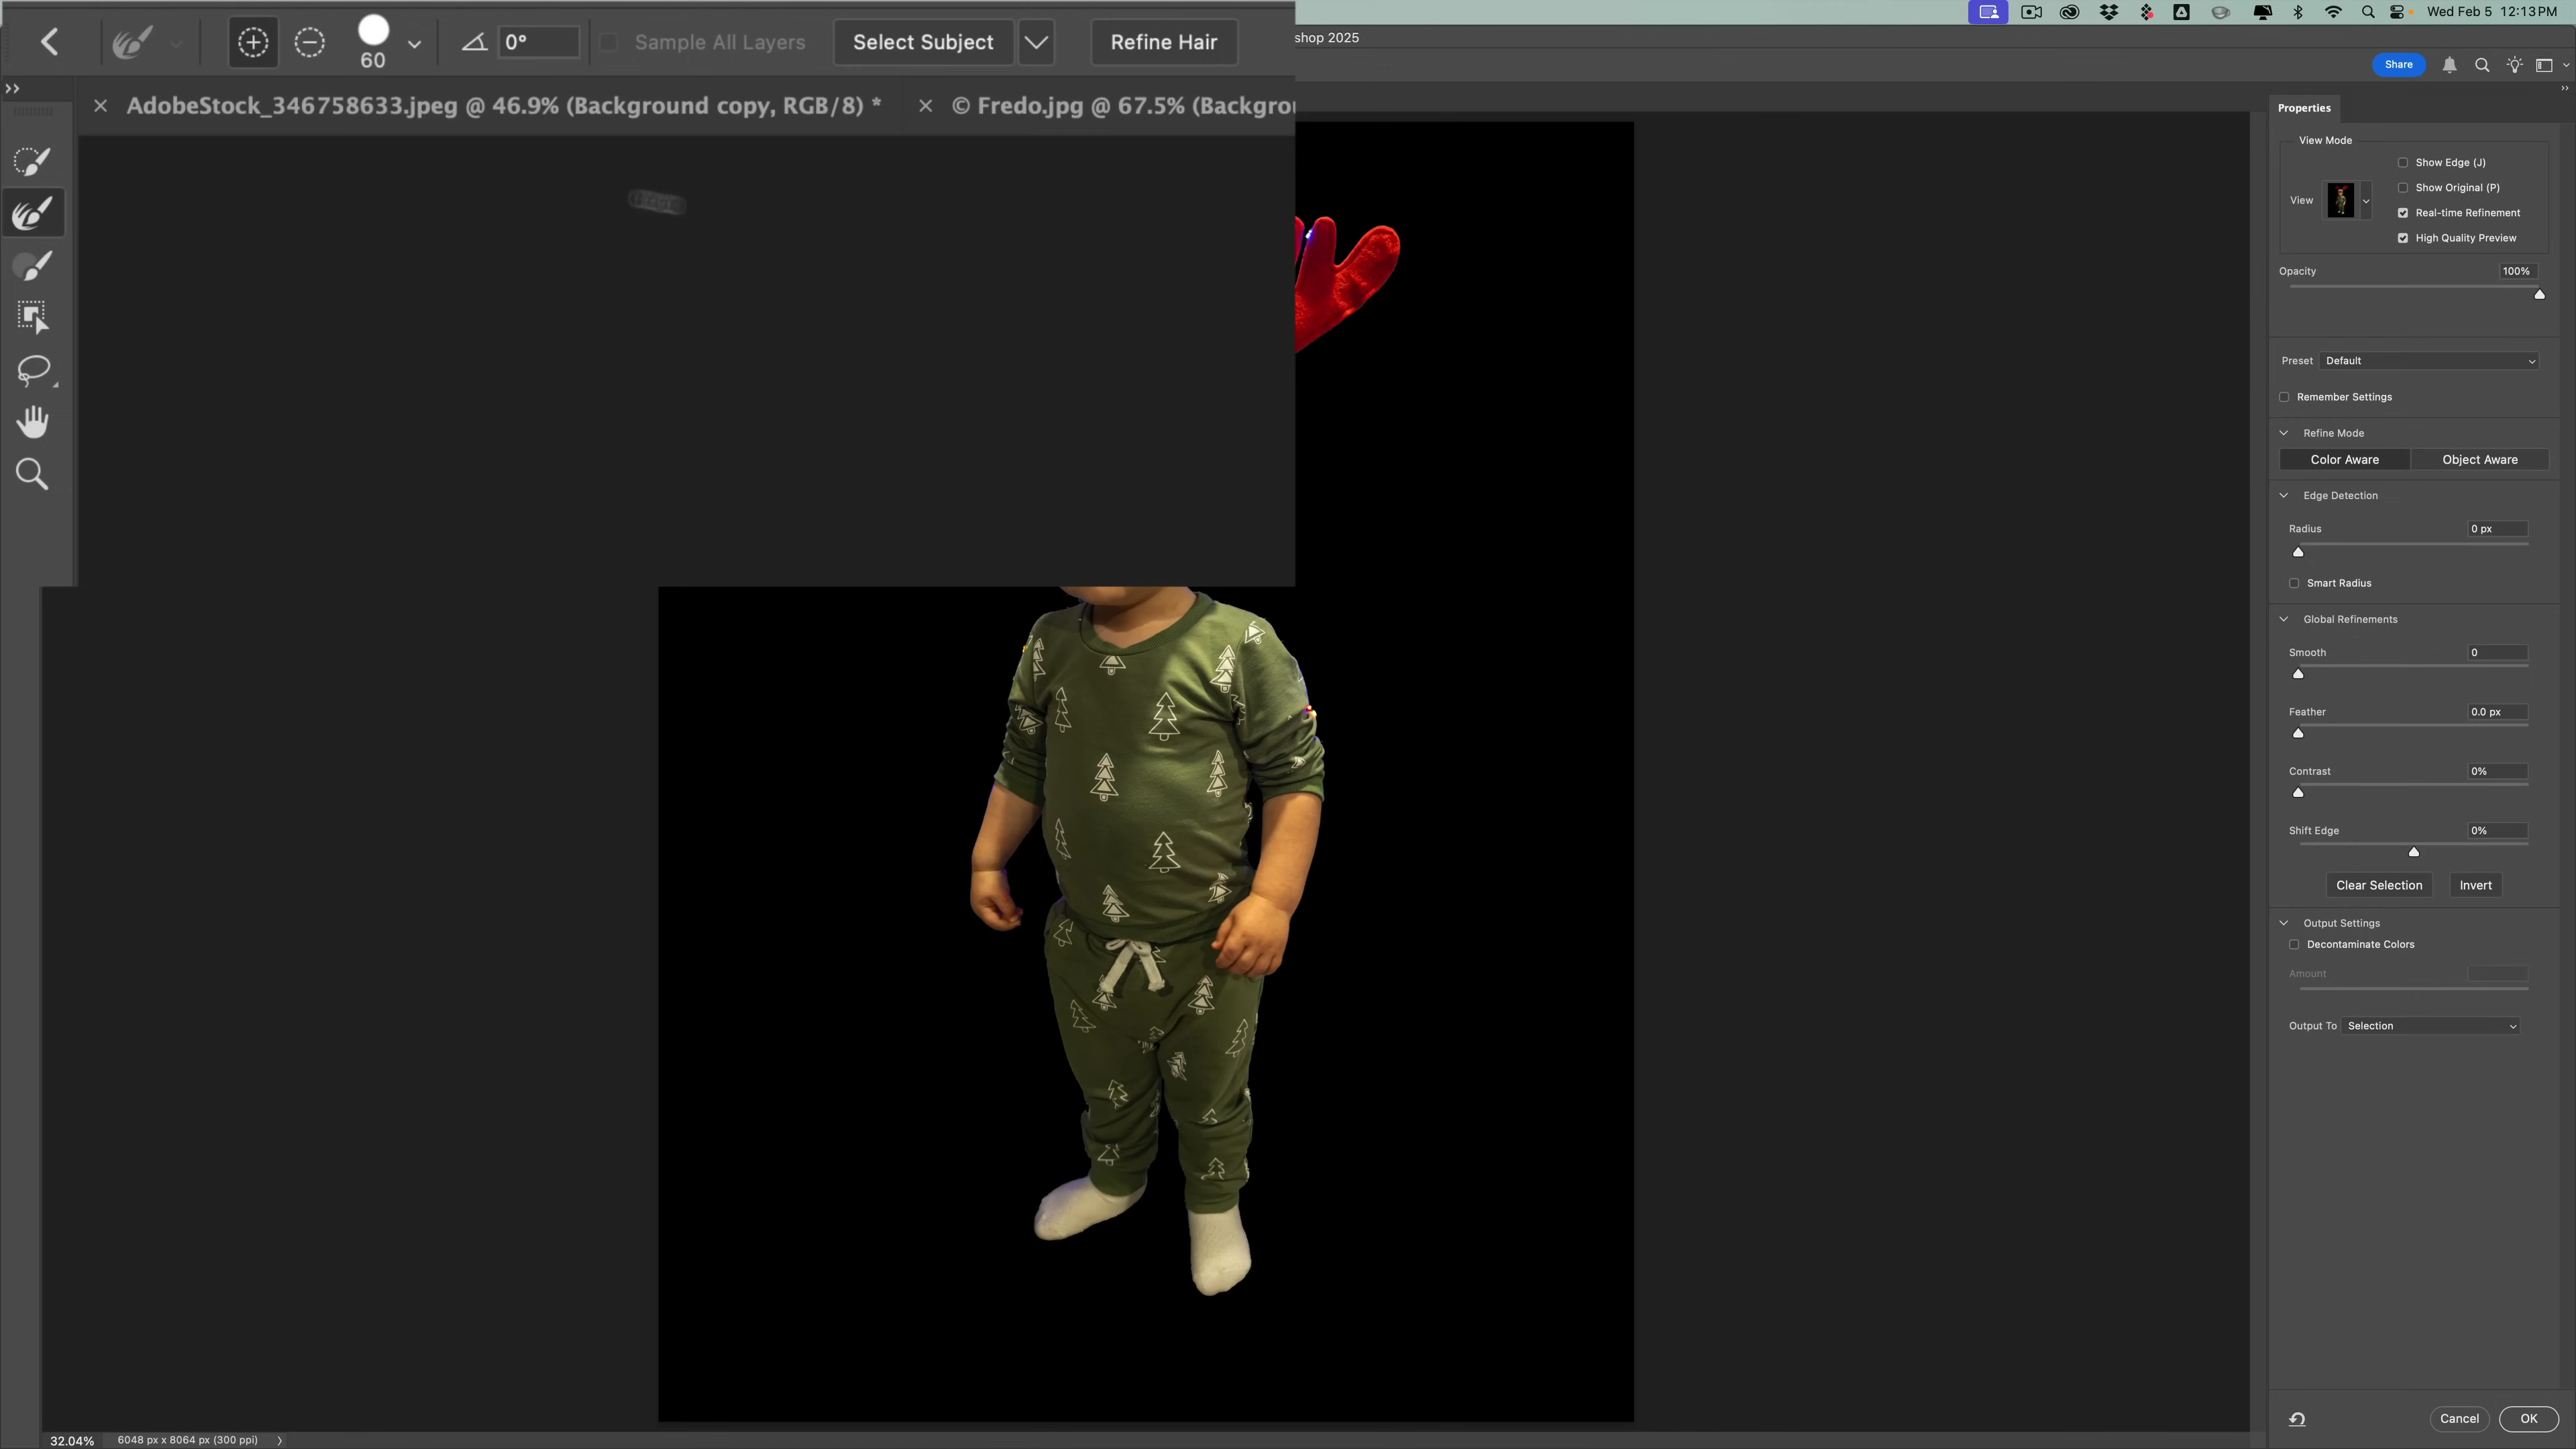 Wed Feb 5 12:13 PM
60
0°
Sample All Layers
Select Subject
Refine Hair
shop 2025
Share
AdobeStock_346758633.jpeg @ 46.9% (Background copy, RGB/8) *
© Fredo.jpg @ 67.5% (Backgro
Properties
View Mode
Show Edge (J)
Show Original (P)
View
Real-time Refinement
High Quality Preview
Opacity
100%
Preset
Default
Remember Settings
Refine Mode
Color Aware
Object Aware
Edge Detection
Radius
0 px
Smart Radius
Global Refinements
Smooth
0
Feather
0.0 px
Contrast
0%
Shift Edge
0%
Clear Selection
Invert
Output Settings
Decontaminate Colors
Amount
Output To
Selection
Cancel
OK
32.04%
6048 px x 8064 px (300 ppi)